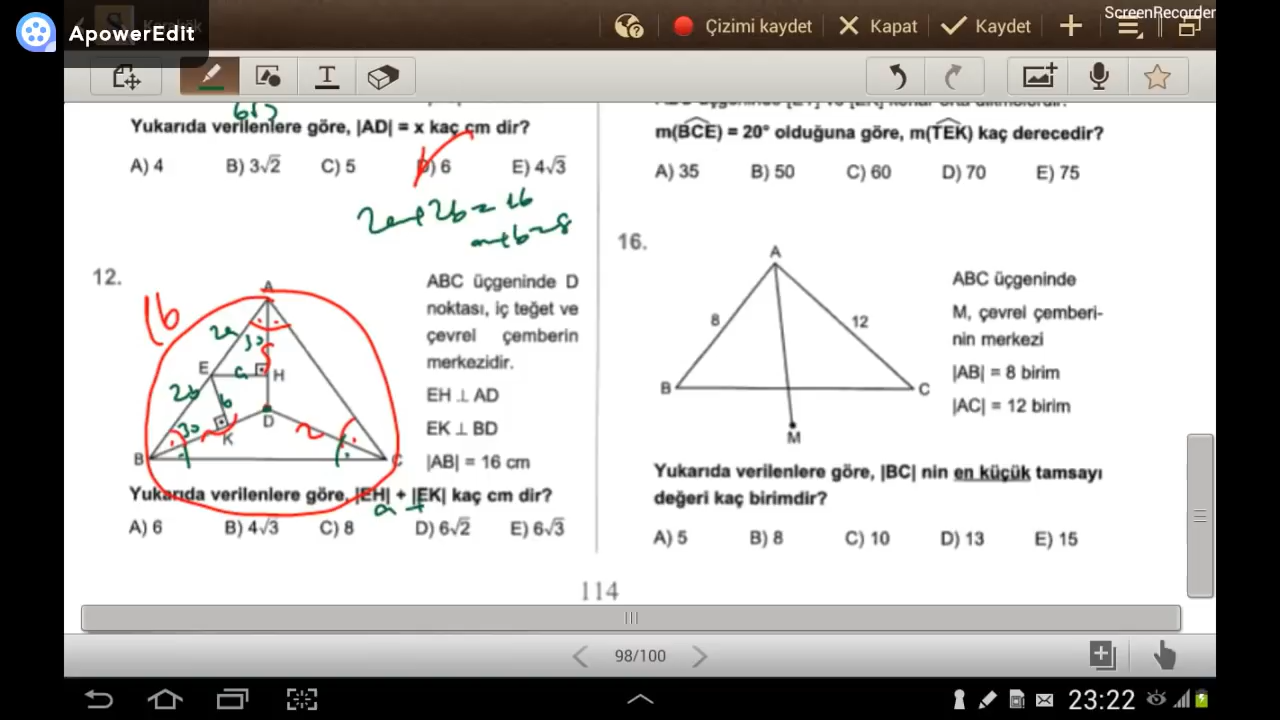 ScreenRecorder
ApowerEdit
Çizimi kaydet
Kapat
Kaydet
T
Yukarıda verilenlere göre, |AD| = x kaç cm dir?
A) 4 B) 3√2 C) 5 D) 6 E) 4√3
2a+2b=16
a+b=8
12.
16
A
2a
30
E
a
H
2b
b
30
K
D
B
C
ABC üçgeninde D
noktası, iç teğet ve
çevrel çemberin
merkezidir.
EH ⊥ AD
EK ⊥ BD
|AB| = 16 cm
Yukarıda verilenlere göre, |EH| + |EK| kaç cm dir?
a +
A) 6 B) 4√3 C) 8 D) 6√2 E) 6√3
m(BCE) = 20° olduğuna göre, m(TEK) kaç derecedir?
A) 35 B) 50 C) 60 D) 70 E) 75
16.
A
8
12
B
C
M
ABC üçgeninde
M, çevrel çemberi-
nin merkezi
|AB| = 8 birim
|AC| = 12 birim
Yukarıda verilenlere göre, |BC| nin en küçük tamsayı
değeri kaç birimdir?
A) 5 B) 8 C) 10 D) 13 E) 15
114
98/100
23:22